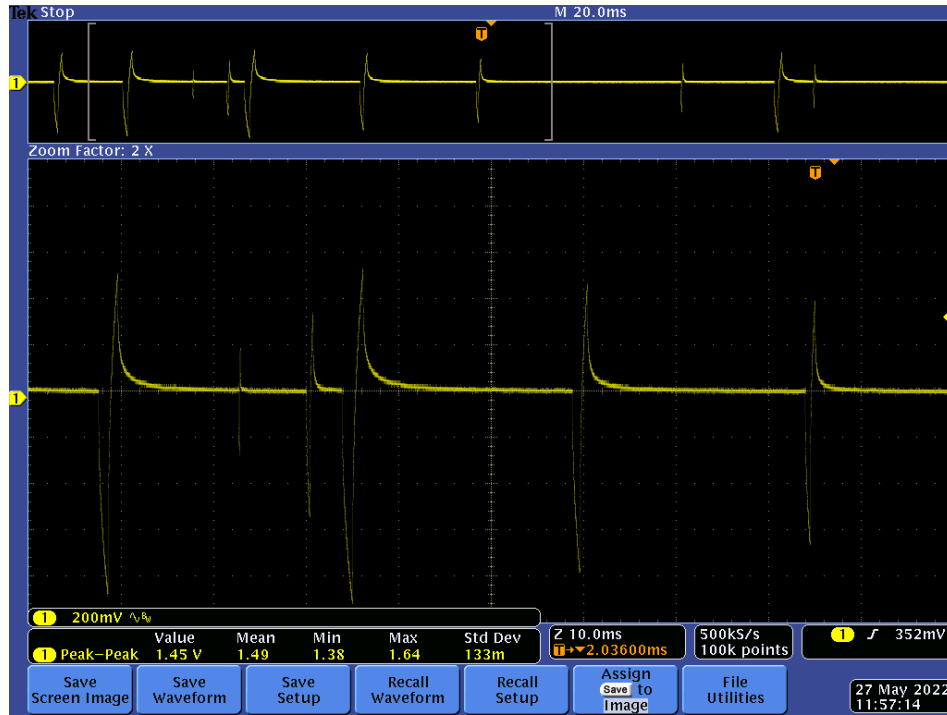 Tek Stop M 20.0ms
T
1
Zoom Factor: 2 X
T
1
1 200mV
Value Mean Min Max Std Dev
1 Peak-Peak 1.45 V 1.49 1.38 1.64 133m
Z 10.0ms
T 2.03600ms
500kS/s
100k points
1 352mV
Save
Screen Image
Save
Waveform
Save
Setup
Recall
Waveform
Recall
Setup
Assign
Save to
Image
File
Utilities
27 May 2022
11:57:14